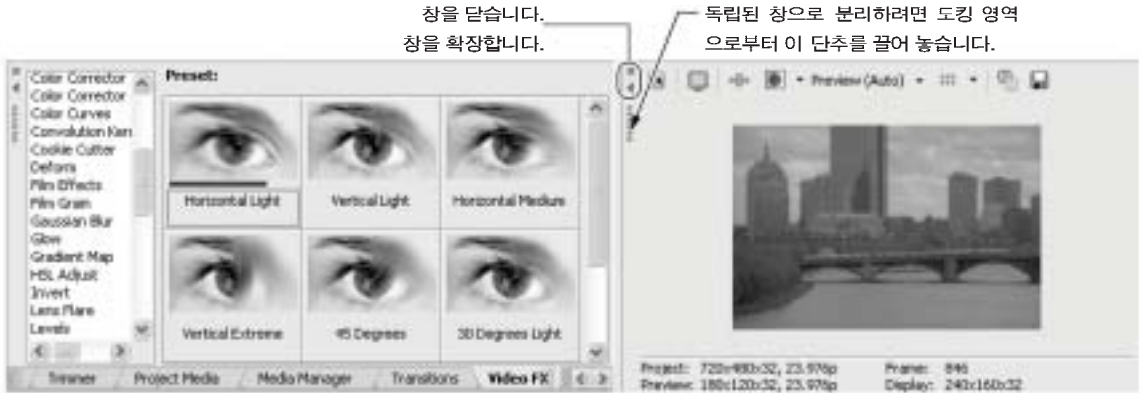 창을 닫습니다.
창을 확장합니다.
독립된 창으로 분리하려면 도킹 영역
으로부터 이 단추를 끌어 놓습니다.
Color Corrector
Color Corrector
Color Curves
Convolution Ker
Cookie Cutter
Deform
Film Effects
Film Grain
Gaussian Blur
Glow
Gradient Map
HSL Adjust
Invert
Lens Flare
Levels
Preset:
Horizontal Light
Vertical Light
Horizontal Medium
Vertical Extreme
45 Degrees
30 Degrees Light
Trimmer
Project Media
Media Manager
Transitions
Video FX
Preview (Auto)
Project: 720x480x32, 23.976p
Frame: 846
Preview: 180x120x32, 23.976p
Display: 240x160x32